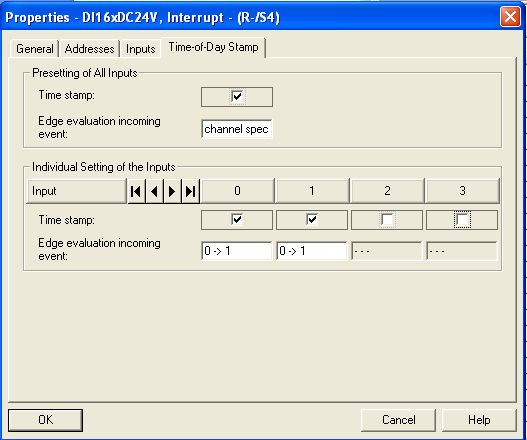 Properties - DI16xDC24V, Interrupt - (R-/S4)
General Addresses Inputs Time-of-Day Stamp
Presetting of All Inputs
Time stamp:
Edge evaluation incoming
event:
channel spec
Individual Setting of the Inputs
Input 0 1 2 3
Time stamp:
Edge evaluation incoming
event:
0 -> 1 0 -> 1 --- ---
OK Cancel Help